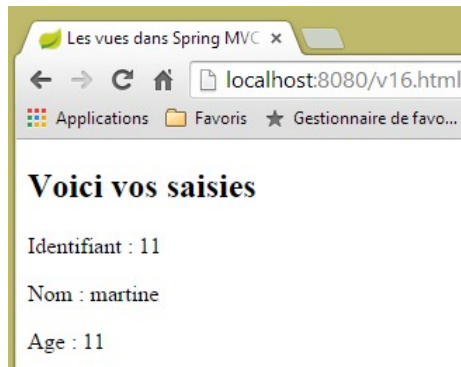 Les vues dans Spring MVC
localhost:8080/v16.html
Applications Favoris Gestionnaire de favo...
Voici vos saisies
Identifiant : 11
Nom : martine
Age : 11